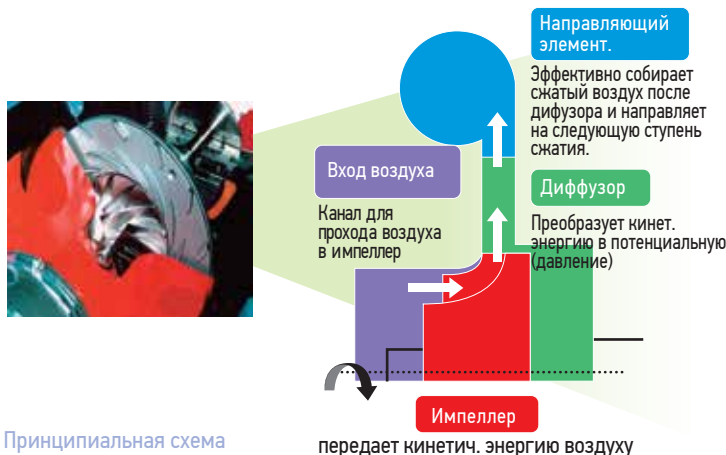 Направляющий
элемент.
Эффективно собирает
сжатый воздух после
дифузора и направляет
на следующую ступень
сжатия.
Вход воздуха
Канал для
прохода воздуха
в импеллер
Диффузор
Преобразует кинет.
энергию в потенциальную
(давление)
Импеллер
передает кинетич. энергию воздуху
Принципиальная схема